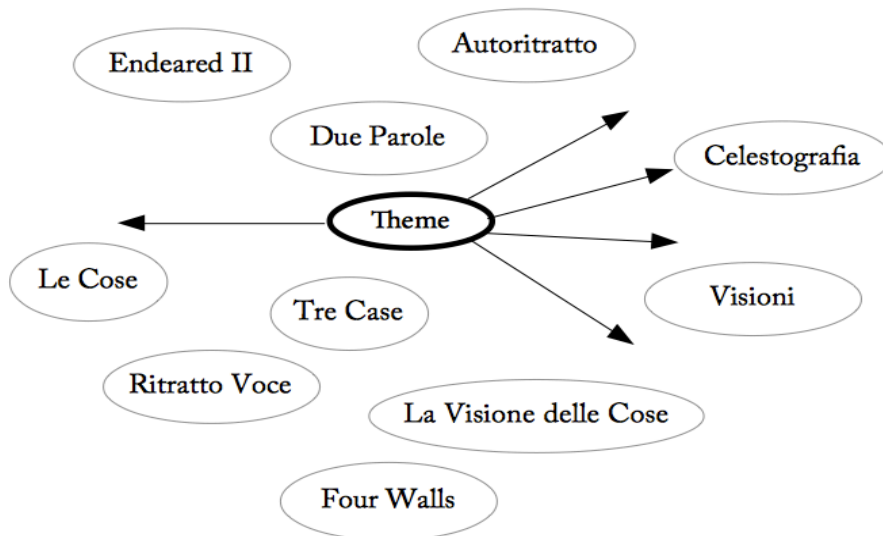 Autoritratto
Endeared II
Due Parole
Celestografia
Theme
Le Cose
Visioni
Tre Case
Ritratto Voce
La Visione delle Cose
Four Walls